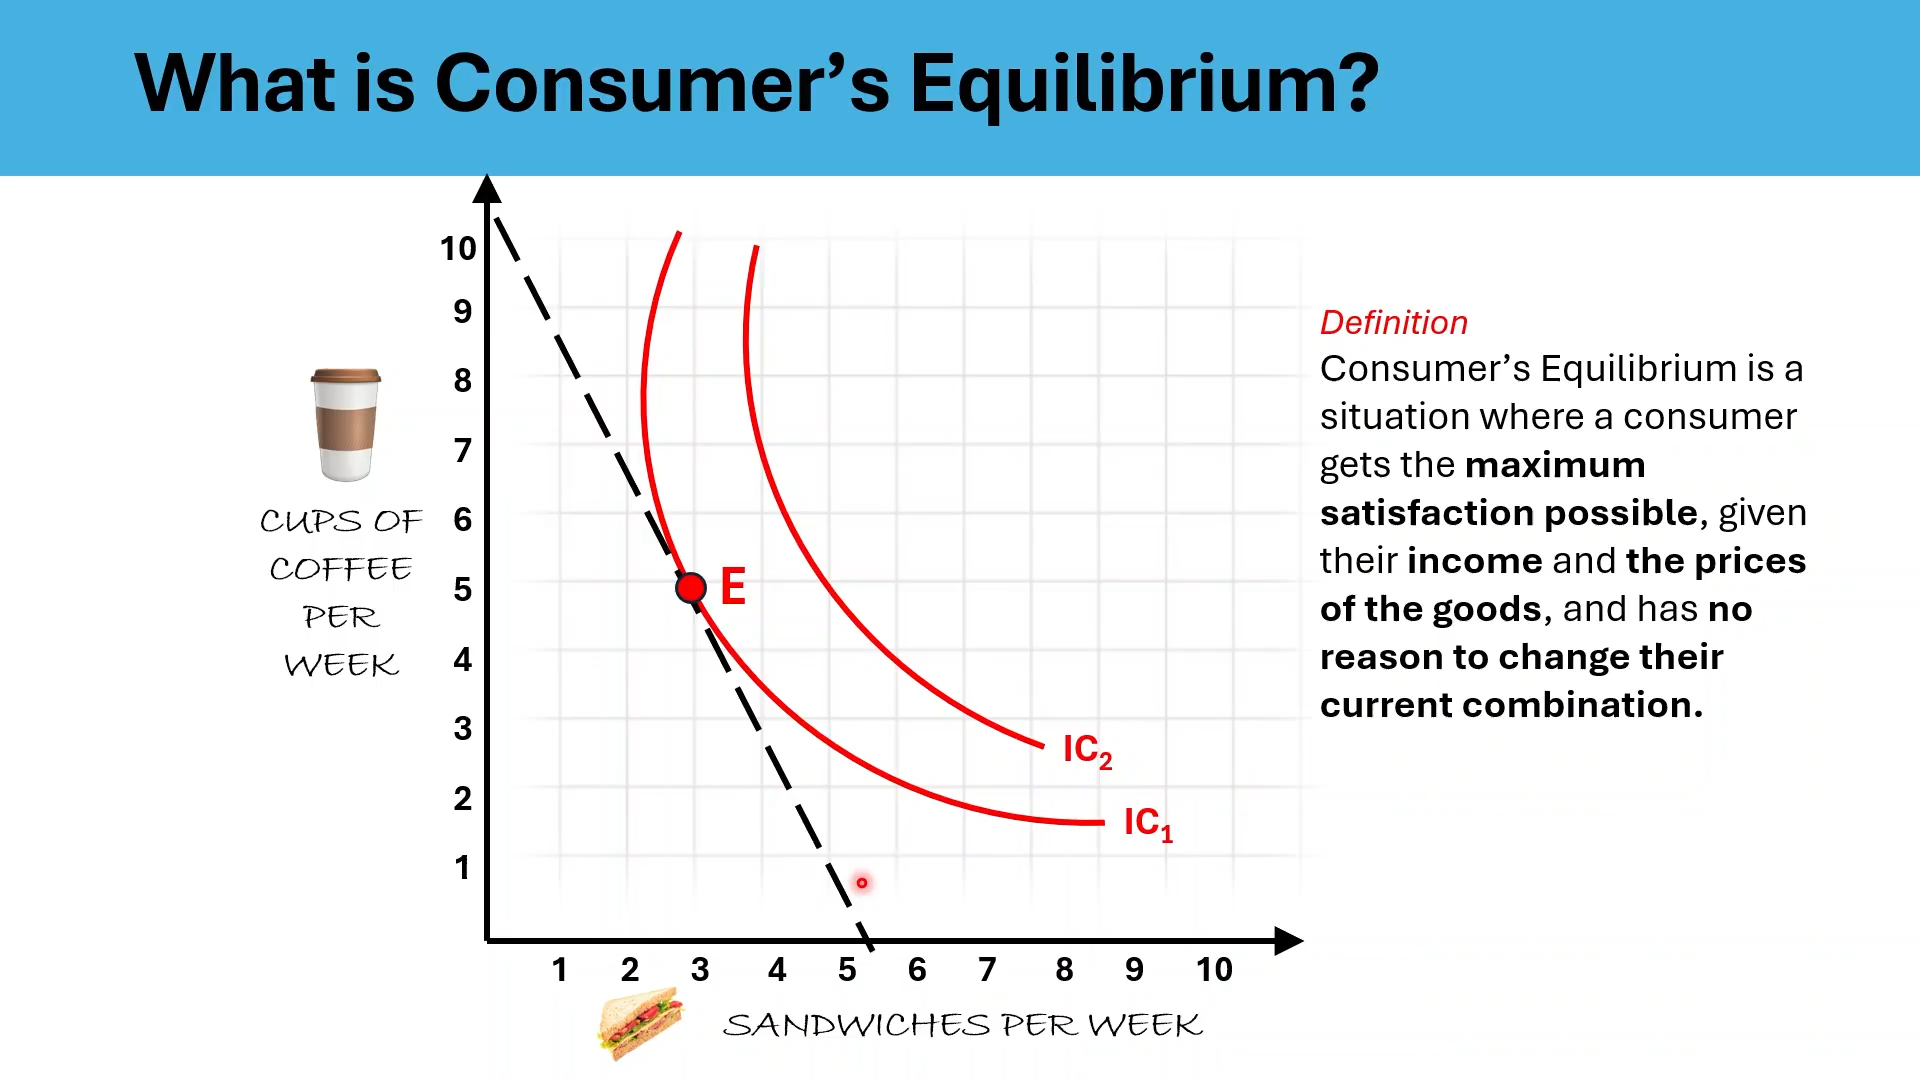 What is Consumer’s Equilibrium?
10
9
8
7
6
5
4
3
2
1
CUPS OF
COFFEE
PER
WEEK
E
IC2
IC1
1 2 3 4 5 6 7 8 9 10
SANDWICHES PER WEEK
Definition
Consumer’s Equilibrium is a
situation where a consumer
gets the maximum
satisfaction possible, given
their income and the prices
of the goods, and has no
reason to change their
current combination.